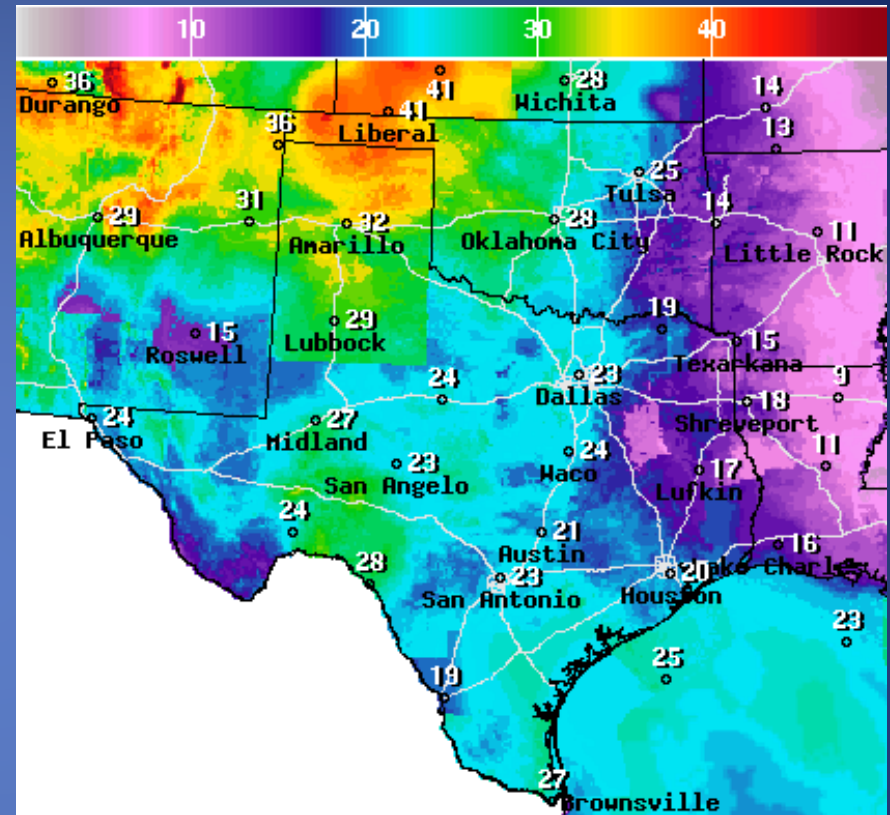 10 20 30 40
36 41 28 14
Durango Wichita
41
Liberal
36 13
25
Tulsa
29 31 32 28 14 11
Albuquerque Amarillo Oklahoma City Little Rock
15 29 19 15
Roswell Lubbock Texarkana
24 23 9
Dallas
24 27 18
El Paso Midland Shreveport
23 24 17 11
San Angelo Waco Lufkin
24 21 16
Austin Lake Charles
28 23 20
San Antonio Houston
23
19 25
27
Brownsville